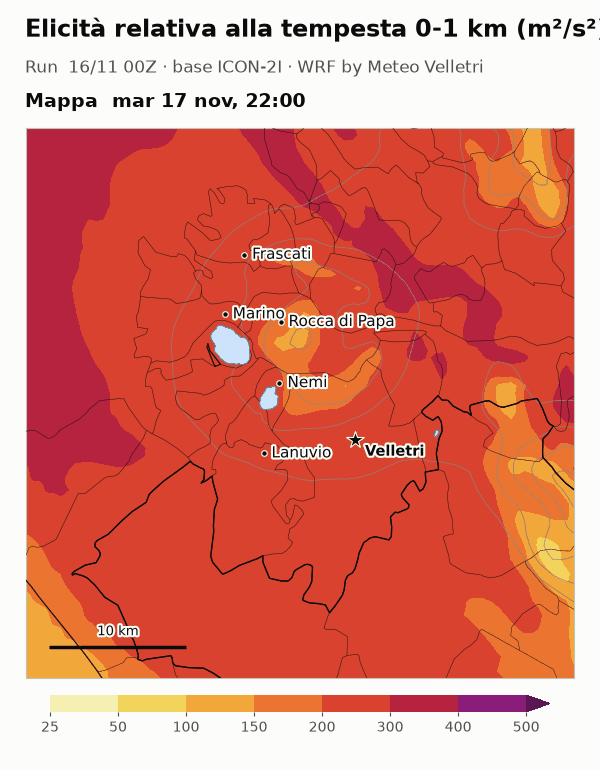 Elicità relativa alla tempesta 0-1 km (m²/s²)
Run 16/11 00Z · base ICON-2I · WRF by Meteo Velletri
Mappa mar 17 nov, 22:00
Frascati
Marino
Rocca di Papa
Nemi
Lanuvio
Velletri
10 km
25 50 100 150 200 300 400 500